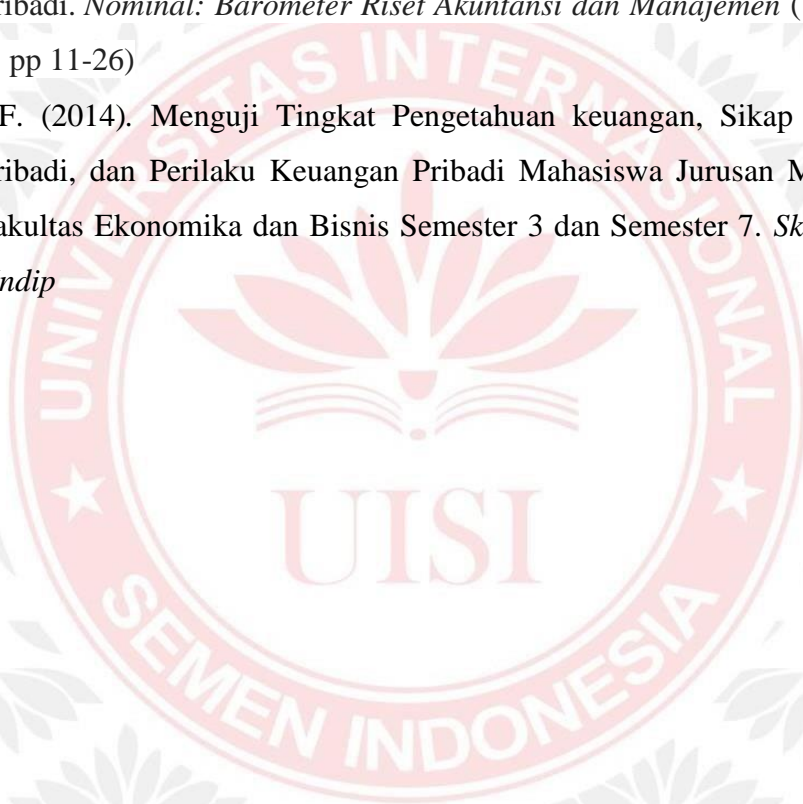 ribadi. Nominal: Barometer Riset Akuntansi dan Manajemen (
pp 11-26)
F. (2014). Menguji Tingkat Pengetahuan keuangan, Sikap
ribadi, dan Perilaku Keuangan Pribadi Mahasiswa Jurusan M
akultas Ekonomika dan Bisnis Semester 3 dan Semester 7. Sk
ndip
UNIVERSITAS INTERNASIONAL
UISI
SEMEN INDONESIA